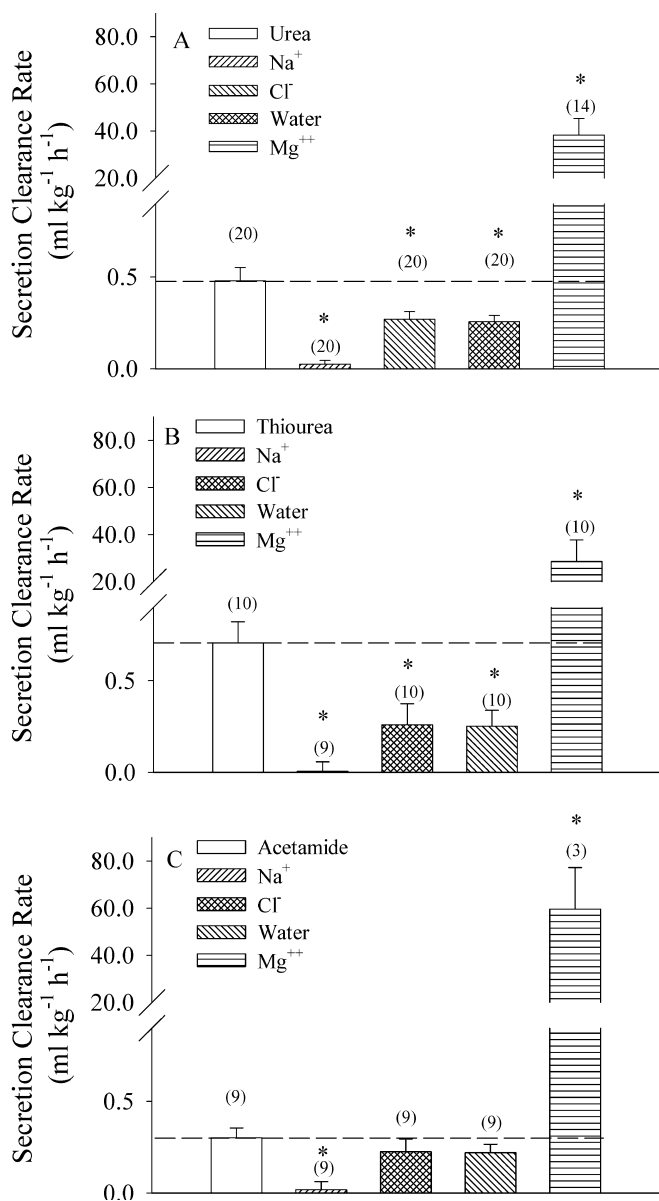 Secretion Clearance Rate
(ml kg⁻¹ h⁻¹)
A
80.0
60.0
40.0
20.0
0.5
0.0
Urea
Na⁺
Cl⁻
Water
Mg⁺⁺
(20)
*
(20)
*
(20)
*
(20)
*
(14)
Secretion Clearance Rate
(ml kg⁻¹ h⁻¹)
B
80.0
60.0
40.0
20.0
0.5
0.0
Thiourea
Na⁺
Cl⁻
Water
Mg⁺⁺
(10)
*
(9)
*
(10)
*
(10)
*
(10)
Secretion Clearance Rate
(ml kg⁻¹ h⁻¹)
C
80.0
60.0
40.0
20.0
0.5
0.0
Acetamide
Na⁺
Cl⁻
Water
Mg⁺⁺
(9)
*
(9)
(9)
(9)
*
(3)